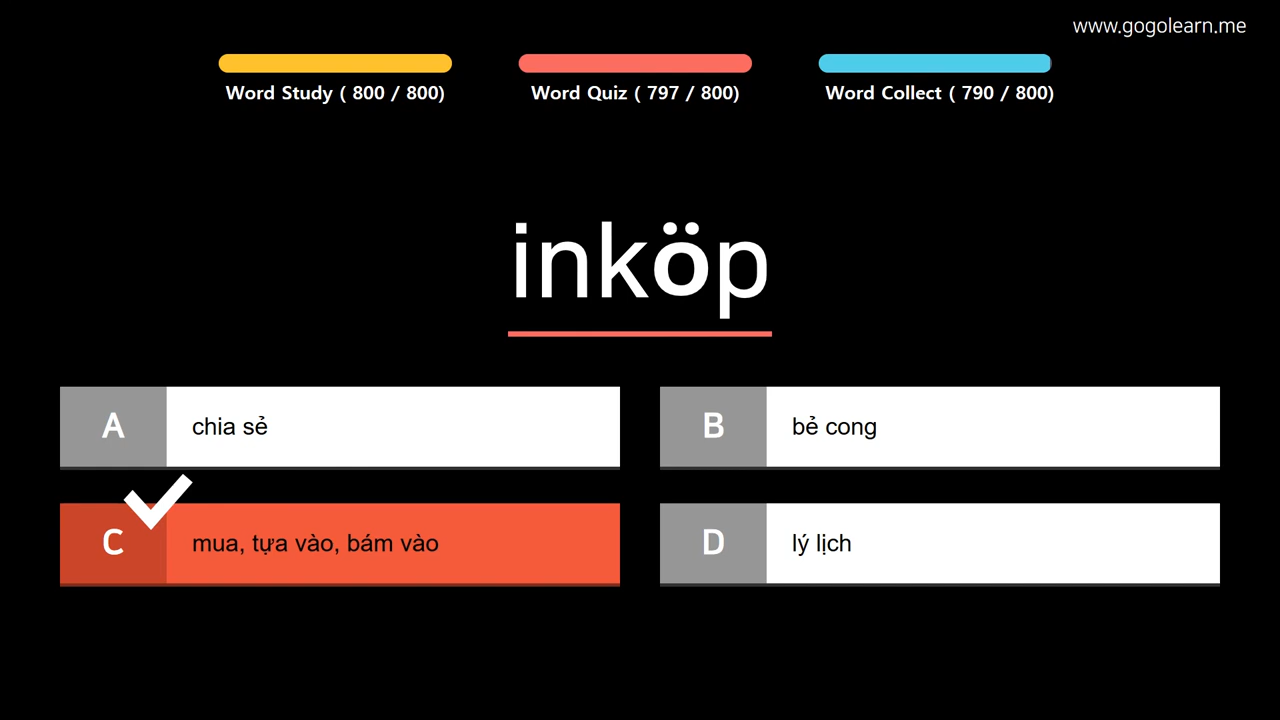 www.gogolearn.me
Word Study ( 800 / 800)
Word Quiz ( 797 / 800)
Word Collect ( 790 / 800)
inköp
A chia sẻ
B bẻ cong
C mua, tựa vào, bám vào
D lý lịch